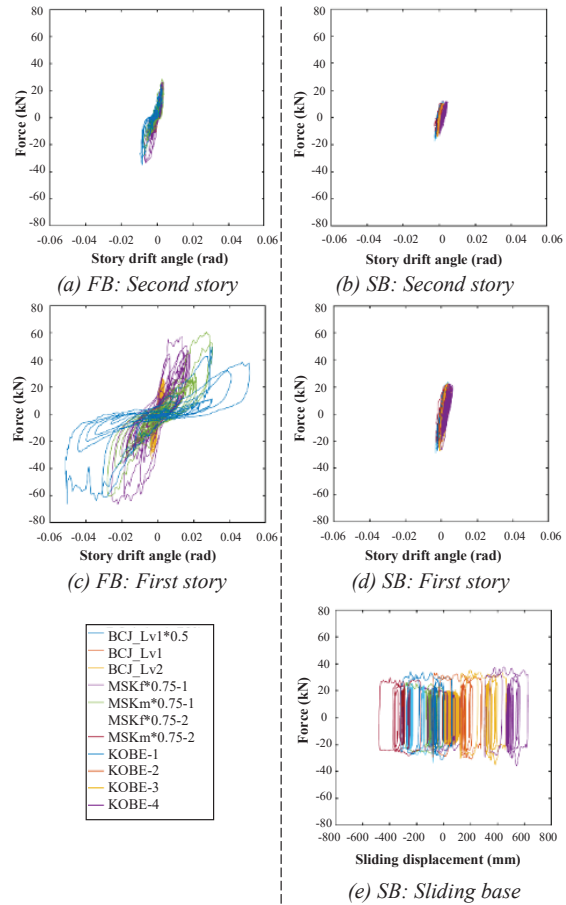 80
60
40
20
0
-20
-40
-60
80
Force (kN)
-0.06 -0.04 -0.02 0 0.02 0.04 0.06
Story drift angle (rad)
(a) FB: Second story
80
60
40
20
0
-20
-40
-60
80
Force (kN)
-0.06 -0.04 -0.02 0 0.02 0.04 0.06
Story drift angle (rad)
(b) SB: Second story
80
60
40
20
0
-20
-40
-60
80
Force (kN)
-0.06 -0.04 -0.02 0 0.02 0.04 0.06
Story drift angle (rad)
(c) FB: First story
80
60
40
20
0
-20
-40
-60
80
Force (kN)
-0.06 -0.04 -0.02 0 0.02 0.04 0.06
Story drift angle (rad)
(d) SB: First story
BCJ_Lv1*0.5
BCJ_Lv1
BCJ_Lv2
MSKf*0.75-1
MSKm*0.75-1
MSKf*0.75-2
MSKm*0.75-2
KOBE-1
KOBE-2
KOBE-3
KOBE-4
80
60
40
20
0
-20
-40
-60
80
Force (kN)
-800 -600 -400 -200 0 200 400 600 800
Sliding displacement (mm)
(e) SB: Sliding base